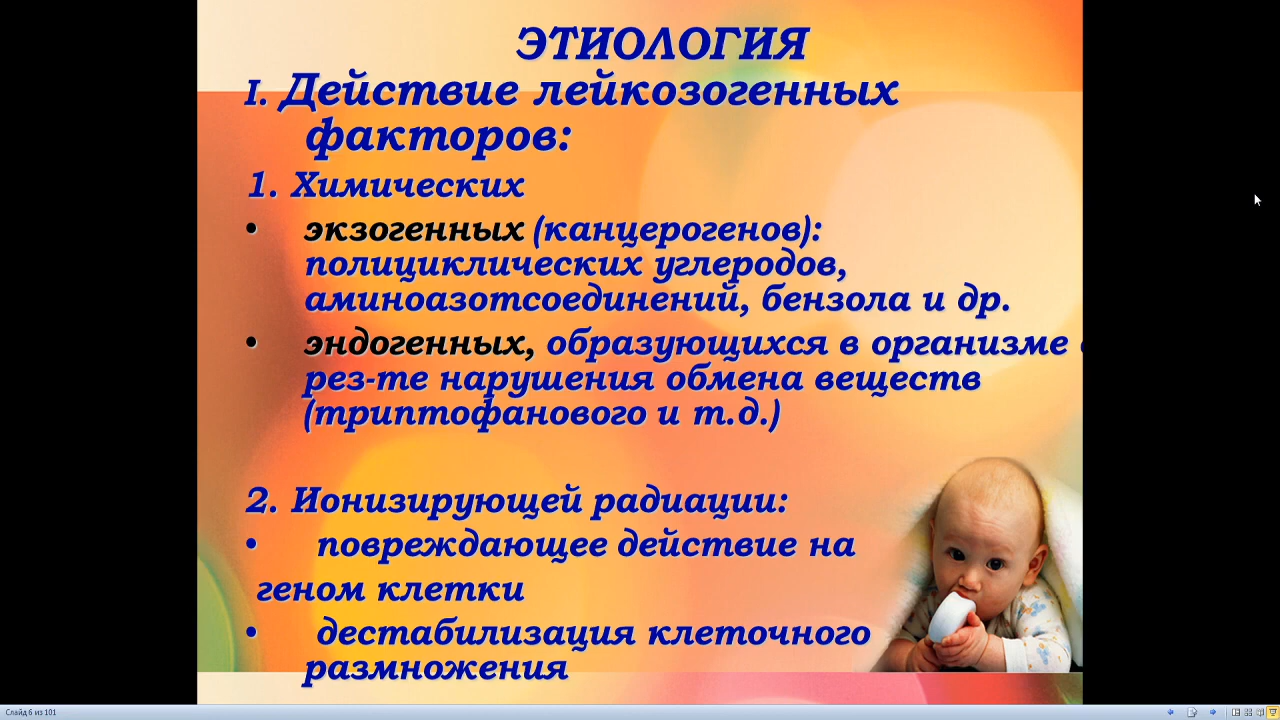 ЭТИОЛОГИЯ
I. Действие лейкозогенных
факторов:
1. Химических
• экзогенных (канцерогенов):
полициклических углеродов,
аминоазотсоединений, бензола и др.
• эндогенных, образующихся в организме
рез-те нарушения обмена веществ
(триптофанового и т.д.)
2. Ионизирующей радиации:
• повреждающее действие на
геном клетки
• дестабилизация клеточного
размножения
Слайд 6 из 101